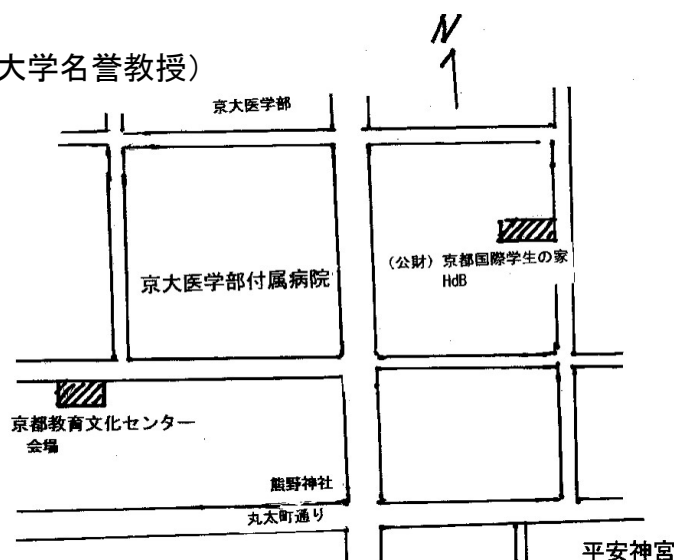 N
大学名誉教授）
京大医学部
京大医学部付属病院
（公財）京都国際学生の家
HdB
京都教育文化センター
会場
熊野神社
丸太町通り
平安神宮